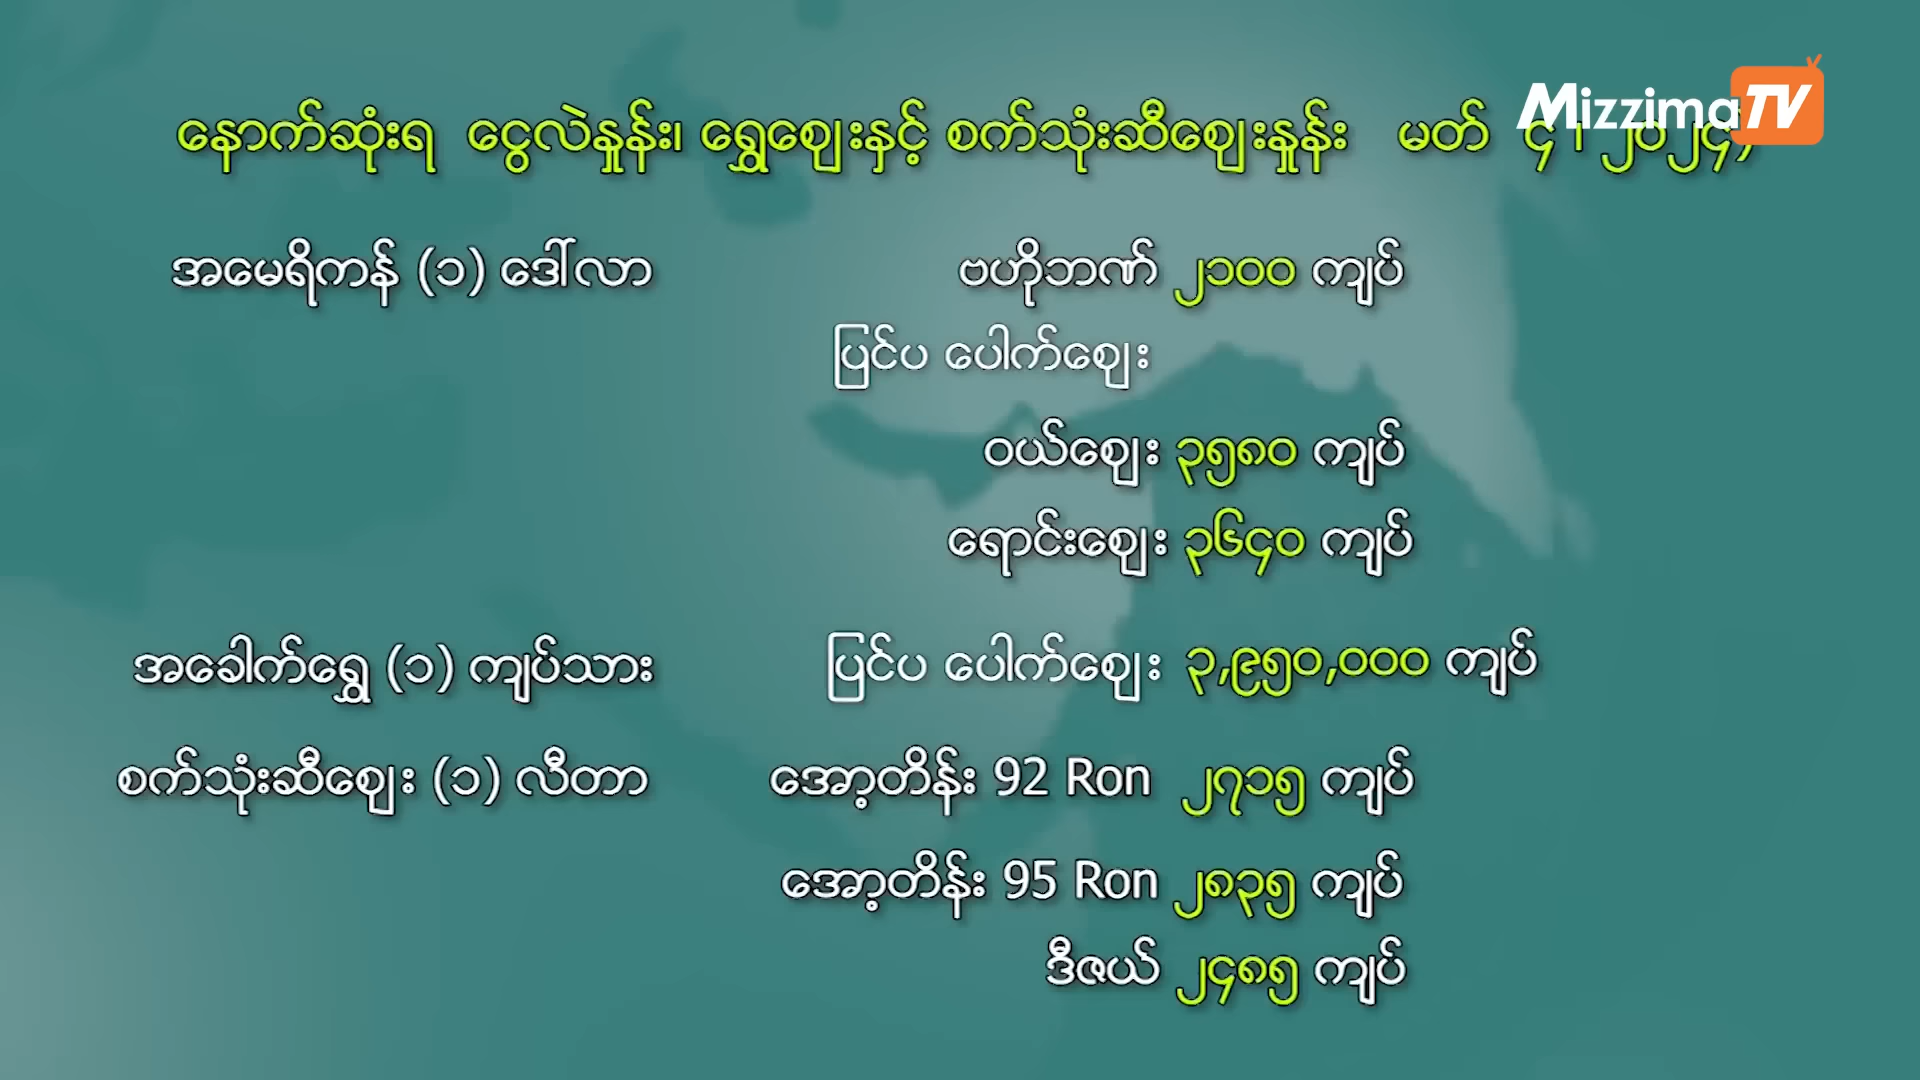 MizzimaTV
နောက်ဆုံးရ ငွေလဲနှုန်း၊ ရွှေဈေးနှင့် စက်သုံးဆီဈေးနှုန်း မတ် ၄၊ ၂၀၂၄)
အမေရိကန် (၁) ဒေါ်လာ ဗဟိုဘဏ် ၂၁၀၀ ကျပ်
ပြင်ပ ပေါက်ဈေး
ဝယ်ဈေး ၃၅၈၀ ကျပ်
ရောင်းဈေး ၃၆၄၀ ကျပ်
အခေါက်ရွှေ (၁) ကျပ်သား ပြင်ပ ပေါက်ဈေး ၃,၉၅၀,၀၀၀ ကျပ်
စက်သုံးဆီဈေး (၁) လီတာ အော့တိန်း 92 Ron ၂၇၁၅ ကျပ်
အော့တိန်း 95 Ron ၂၈၃၅ ကျပ်
ဒီဇယ် ၂၄၈၅ ကျပ်